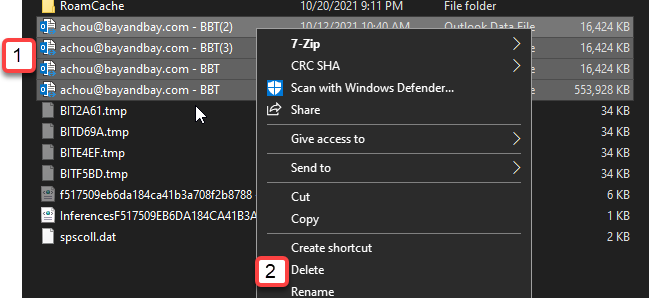 RoamCache 10/20/2021 9:11 PM File folder
achou@bayandbay.com - BBT(2) 10/12/2021 10:40 AM Outlook Data File 16,424 KB
1
achou@bayandbay.com - BBT(3) 16,424 KB
achou@bayandbay.com - BBT 16,424 KB
achou@bayandbay.com - BBT 553,928 KB
BIT2A61.tmp 34 KB
BITD69A.tmp 34 KB
BITE4EF.tmp 34 KB
BITF5BD.tmp 34 KB
f517509eb6da184ca41b3a708f2b8788 6 KB
InferencesF517509EB6DA184CA41B3A 1 KB
spscoll.dat 2 KB
7-Zip
CRC SHA
Scan with Windows Defender...
Share
Give access to
Send to
Cut
Copy
Create shortcut
2
Delete
Rename